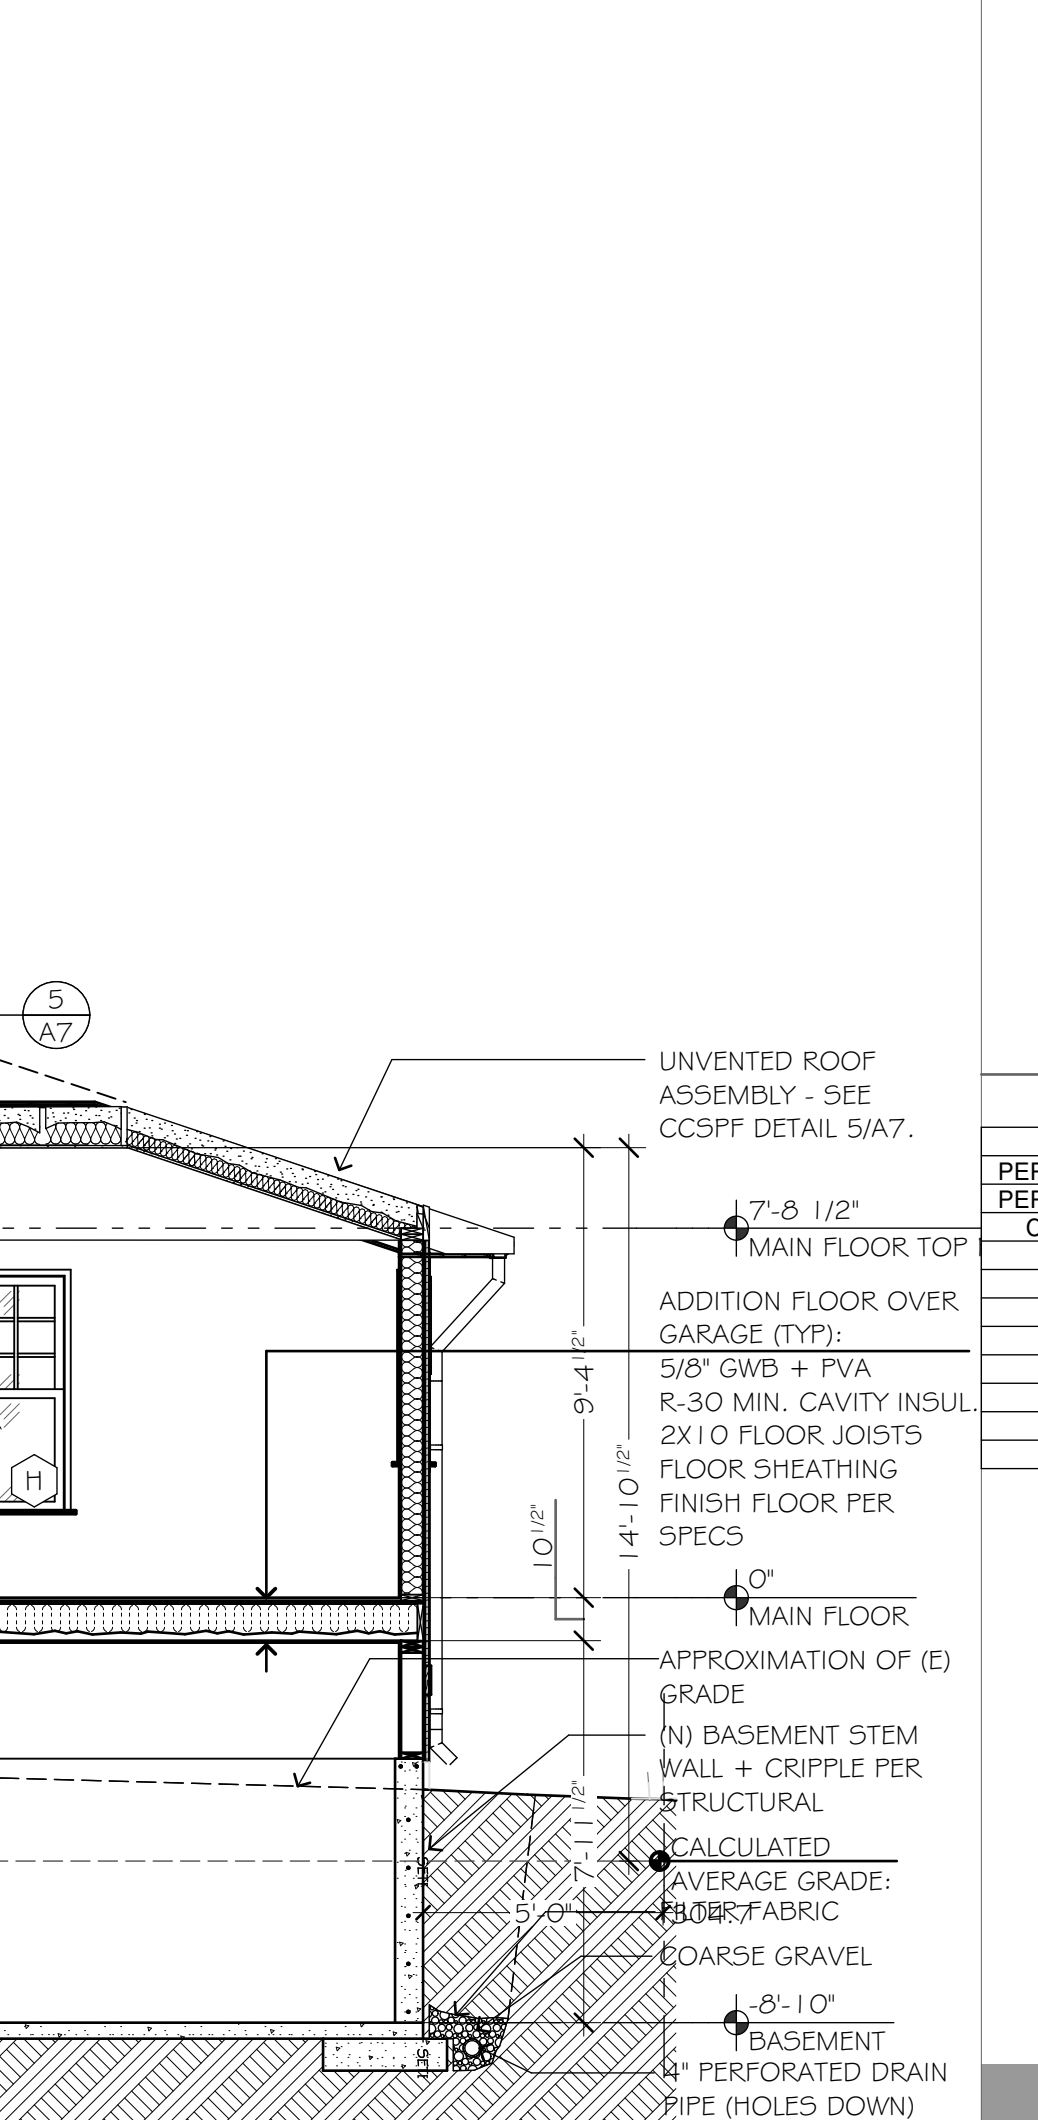 5
A7
UNVENTED ROOF
ASSEMBLY - SEE
CCSPF DETAIL 5/A7.
7'-8 1/2"
MAIN FLOOR TOP
ADDITION FLOOR OVER
GARAGE (TYP):
5/8" GWB + PVA
R-30 MIN. CAVITY INSUL.
2X10 FLOOR JOISTS
FLOOR SHEATHING
FINISH FLOOR PER
SPECS
9'-4 1/2"
14'-10 1/2"
10 1/2"
H
0"
MAIN FLOOR
APPROXIMATION OF (E)
GRADE
(N) BASEMENT STEM
WALL + CRIPPLE PER
STRUCTURAL
7'-11 1/2"
CALCULATED
AVERAGE GRADE:
304.7
FILTER FABRIC
5'-0"
COARSE GRAVEL
-8'-10"
BASEMENT
4" PERFORATED DRAIN
PIPE (HOLES DOWN)